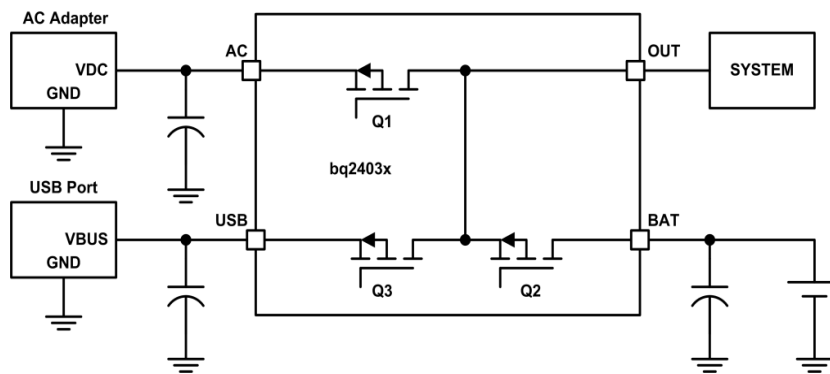 AC Adapter
VDC
GND
AC
Q1
OUT
SYSTEM
bq2403x
USB Port
VBUS
GND
USB
Q3
Q2
BAT